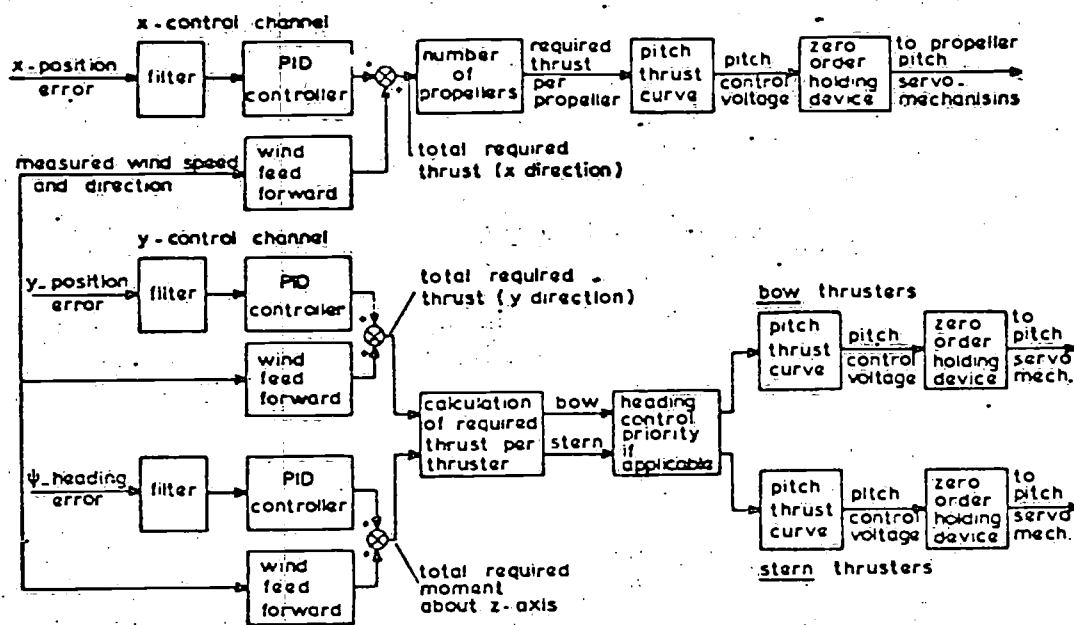 x-control channel
x-position
error
filter
PID
controller
number
of
propellers
required
thrust
per
propeller
pitch
thrust
curve
pitch
control
voltage
zero
order
holding
device
to propeller
pitch
servo-
mechanisins
measured wind speed
and direction
wind
feed
forward
total required
thrust (x direction)
y-control channel
y_position
error
filter
PID
controller
total required
thrust (y direction)
wind
feed
forward
calculation
of required
thrust per
thruster
bow
stern
heading
control
priority
if
applicable
bow thrusters
pitch
thrust
curve
pitch
control
voltage
zero
order
holding
device
to
pitch
servo
mech.
ψ_heading
error
filter
PID
controller
wind
feed
forward
total required
moment
about z-axis
pitch
thrust
curve
pitch
control
voltage
zero
order
holding
device
to
pitch
servo
mech.
stern thrusters